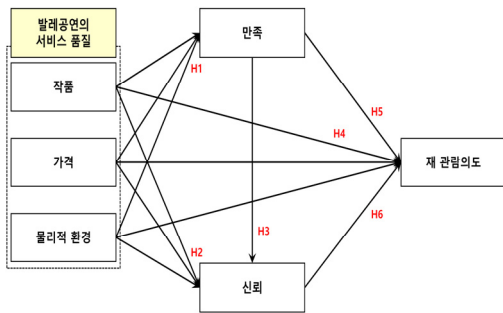 발레공연의
서비스 품질
만족
H1
작품
H5
H4
가격
재 관람의도
H6
물리적 환경
H2
H3
신뢰